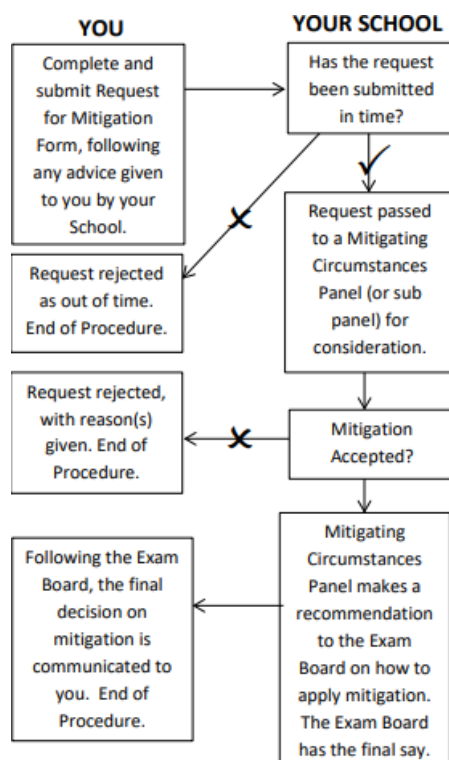 YOU
YOUR SCHOOL
Complete and
submit Request
for Mitigation
Form, following
any advice given
to you by your
School.
Has the request
been submitted
in time?
Request rejected
as out of time.
End of Procedure.
Request passed
to a Mitigating
Circumstances
Panel (or sub
panel) for
consideration.
Request rejected,
with reason(s)
given. End of
Procedure.
Mitigation
Accepted?
Following the Exam
Board, the final
decision on
mitigation is
communicated to
you. End of
Procedure.
Mitigating
Circumstances
Panel makes a
recommendation
to the Exam
Board on how to
apply mitigation.
The Exam Board
has the final say.